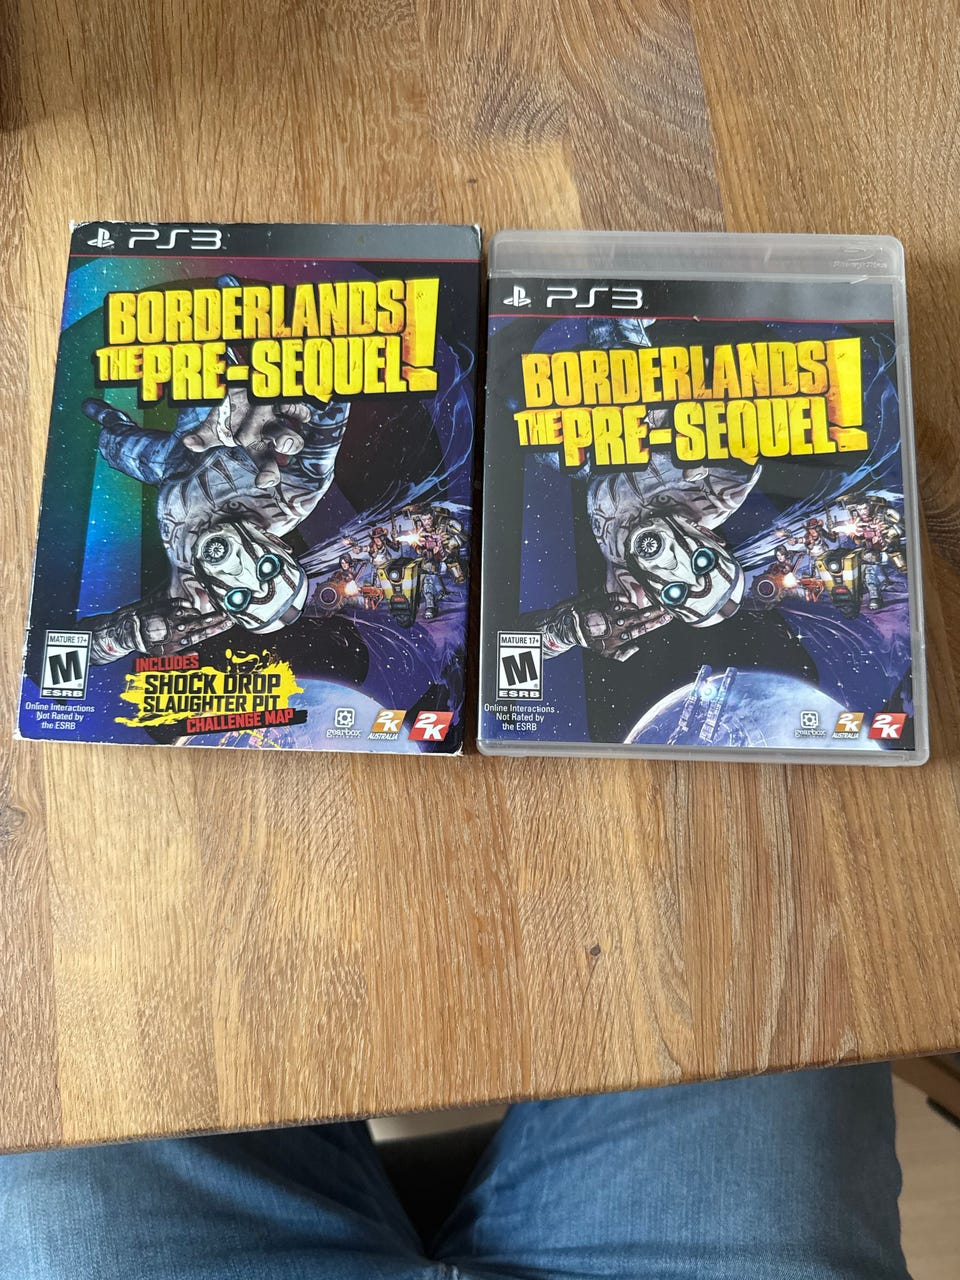 PS3
BORDERLANDS
THE PRE-SEQUEL!
MATURE 17+
M
ESRB
Online Interactions
Not Rated by
the ESRB
INCLUDES
SHOCK DROP
SLAUGHTER PIT
CHALLENGE MAP
gearbox
2K
AUSTRALIA
2K
PS3
BORDERLANDS
THE PRE-SEQUEL!
MATURE 17+
M
ESRB
Online Interactions
Not Rated by
the ESRB
gearbox
2K
AUSTRALIA
2K